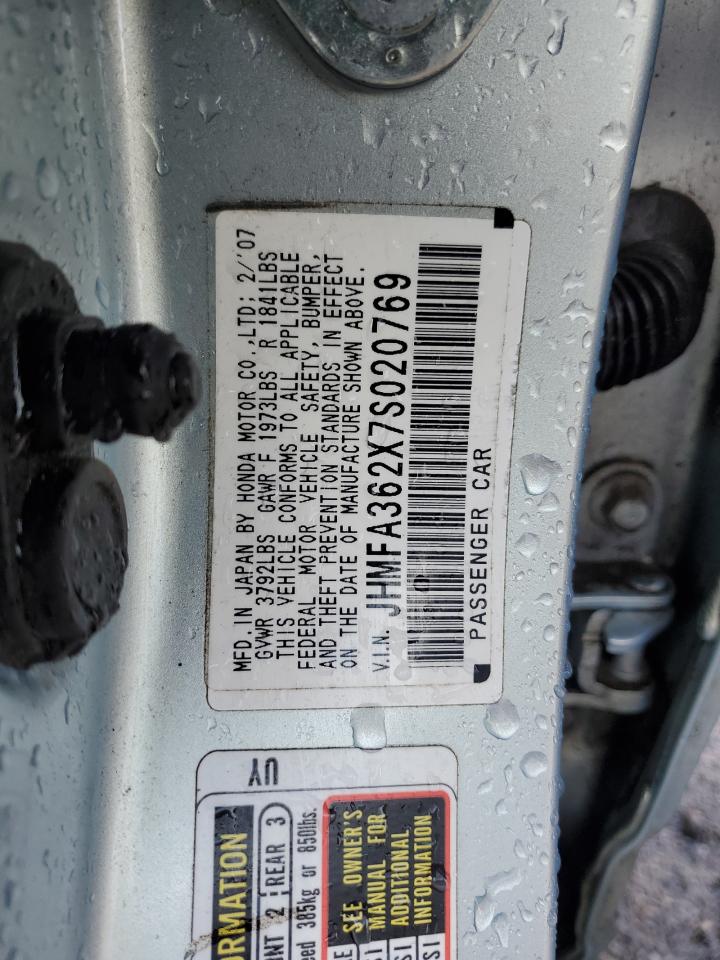 MFD. IN JAPAN BY HONDA MOTOR CO.,LTD; 2/'07
GVWR 3792LBS GAWR F 1973LBS R 1841LBS
THIS VEHICLE CONFORMS TO ALL APPLICABLE
FEDERAL MOTOR VEHICLE SAFETY, BUMPER,
AND THEFT PREVENTION STANDARDS IN EFFECT
ON THE DATE OF MANUFACTURE SHOWN ABOVE.
V.I.N. JHMFA362X7S020769
PASSENGER CAR
UY
2 REAR 3
385kg or 850lbs.
SEE OWNER'S
MANUAL FOR
ADDITIONAL
INFORMATION